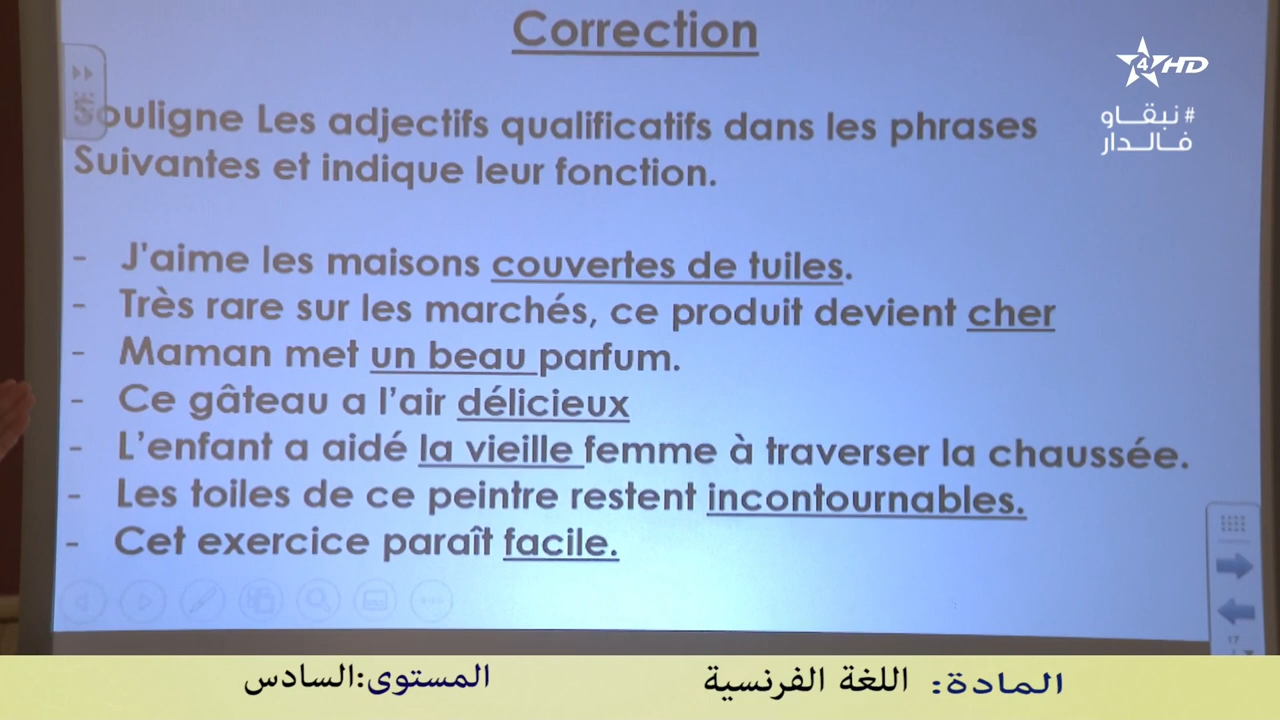 Correction
4HD
# نبقاو
فالدار
Souligne Les adjectifs qualificatifs dans les phrases
Suivantes et indique leur fonction.
- J'aime les maisons couvertes de tuiles.
- Très rare sur les marchés, ce produit devient cher
- Maman met un beau parfum.
- Ce gâteau a l'air délicieux
- L'enfant a aidé la vieille femme à traverser la chaussée.
- Les toiles de ce peintre restent incontournables.
- Cet exercice paraît facile.
17
المادة: اللغة الفرنسية
المستوى:السادس